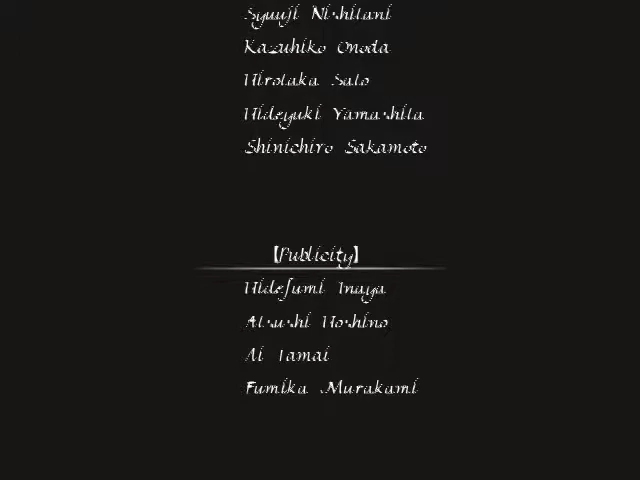 Syuuji Nishitani
Kazuhiko Onoda
Hirotaka Sato
Hideyuki Yamashita
Shinichiro Sakamoto
【Publicity】
Hidefumi Inaya
Atsushi Hoshino
Ai Tamai
Fumika Murakami